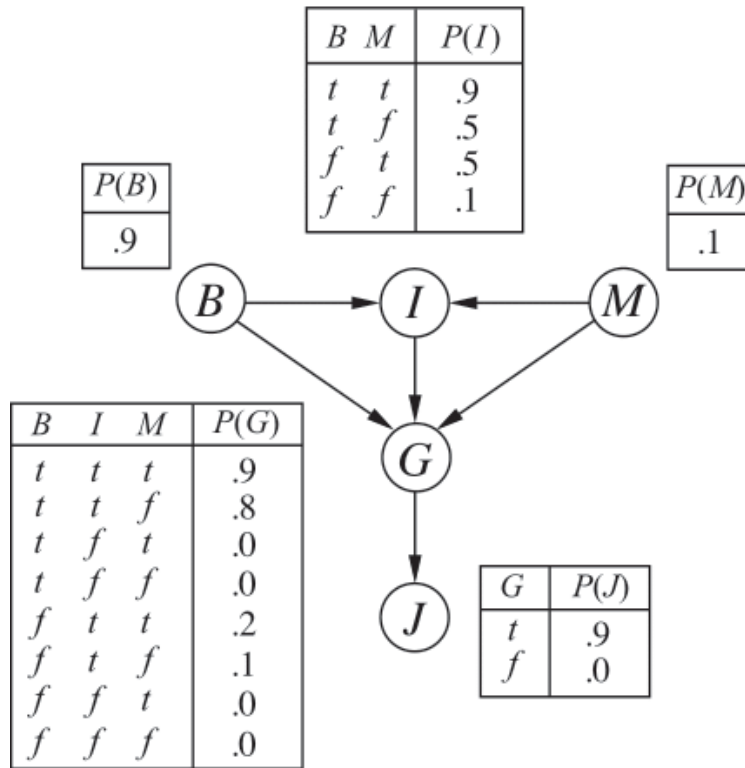 B M P(I)
t t .9
t f .5
f t .5
f f .1
P(B)
.9
P(M)
.1
B
I
M
B I M P(G)
t t t .9
t t f .8
t f t .0
t f f .0
f t t .2
f t f .1
f f t .0
f f f .0
G
J
G P(J)
t .9
f .0